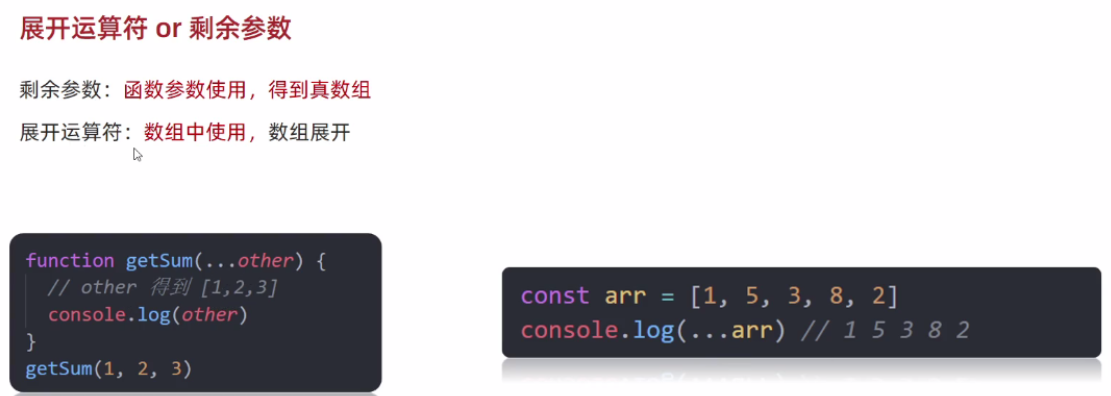 展开运算符 or 剩余参数
剩余参数：函数参数使用，得到真数组
展开运算符：数组中使用，数组展开
function getSum(...other) {
// other 得到 [1,2,3]
console.log(other)
}
getSum(1, 2, 3)
const arr = [1, 5, 3, 8, 2]
console.log(...arr) // 1 5 3 8 2